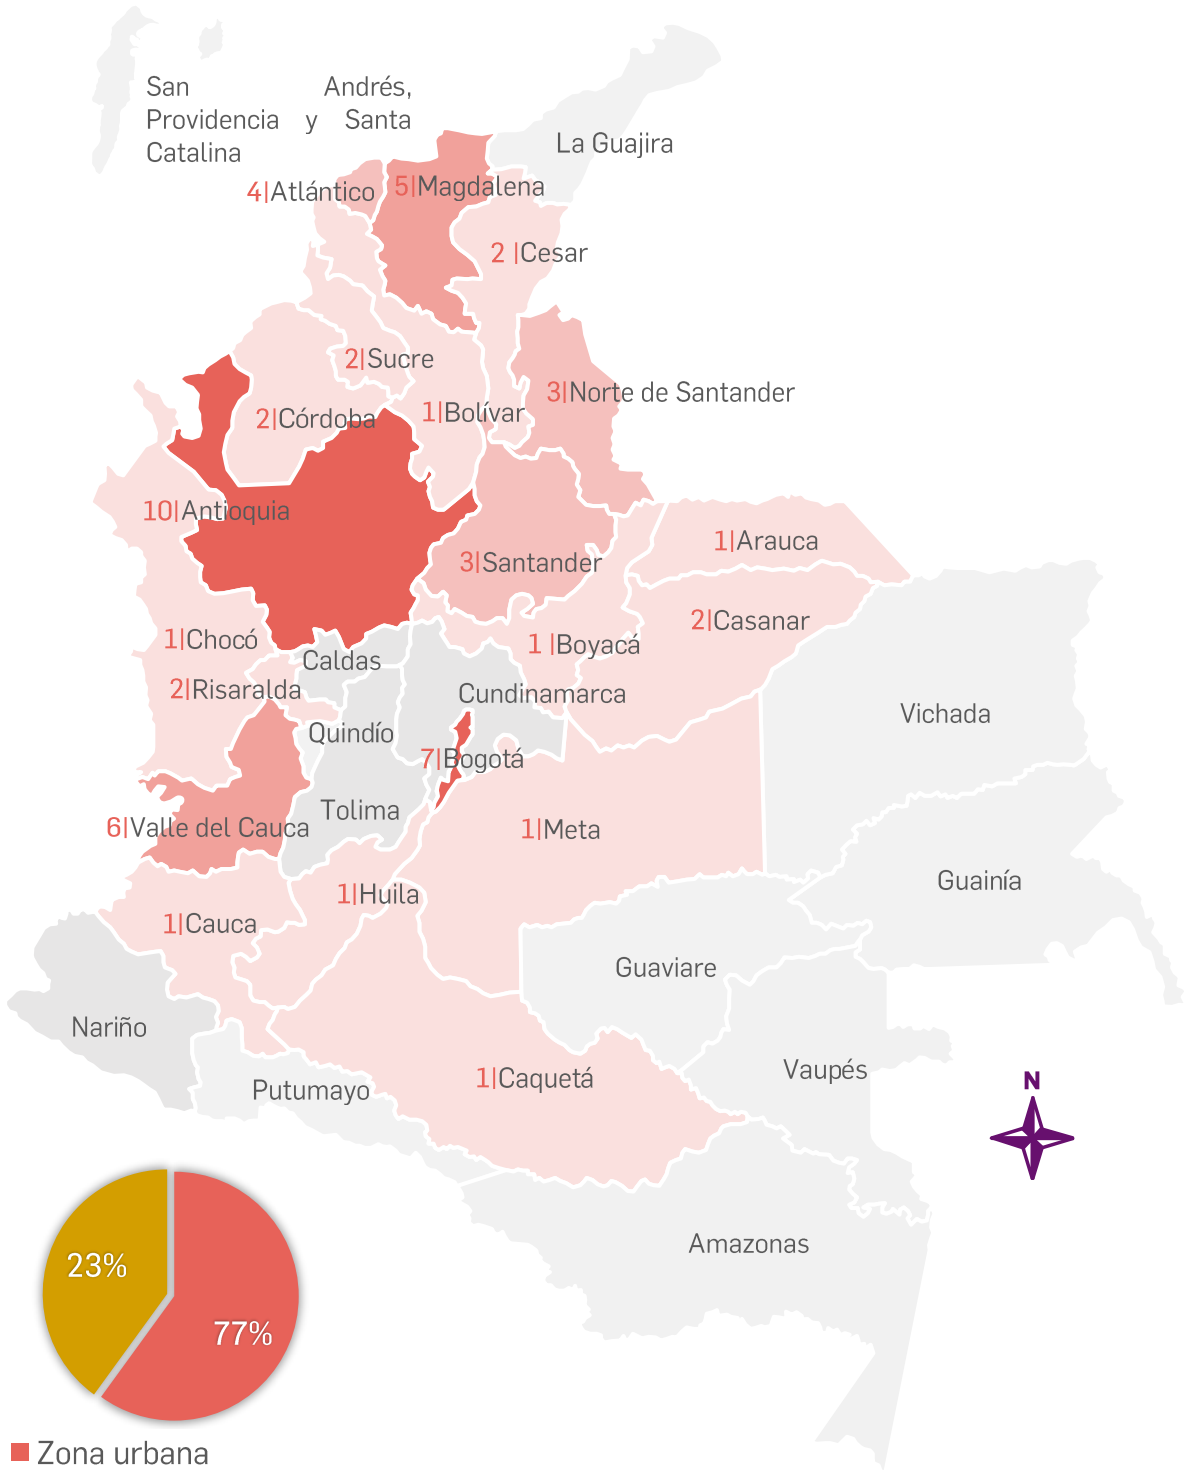 San Andrés,
Providencia y Santa
Catalina
La Guajira
4|Atlántico
5|Magdalena
2 |Cesar
2|Sucre
3|Norte de Santander
2|Córdoba
1|Bolívar
10|Antioquia
1|Arauca
3|Santander
2|Casanar
1|Chocó
1 |Boyacá
Caldas
2|Risaralda
Cundinamarca
Vichada
Quindío
7|Bogotá
Tolima
6|Valle del Cauca
1|Meta
Guainía
1|Huila
1|Cauca
Guaviare
Nariño
Vaupés
1|Caquetá
N
Putumayo
Amazonas
23%
77%
Zona urbana